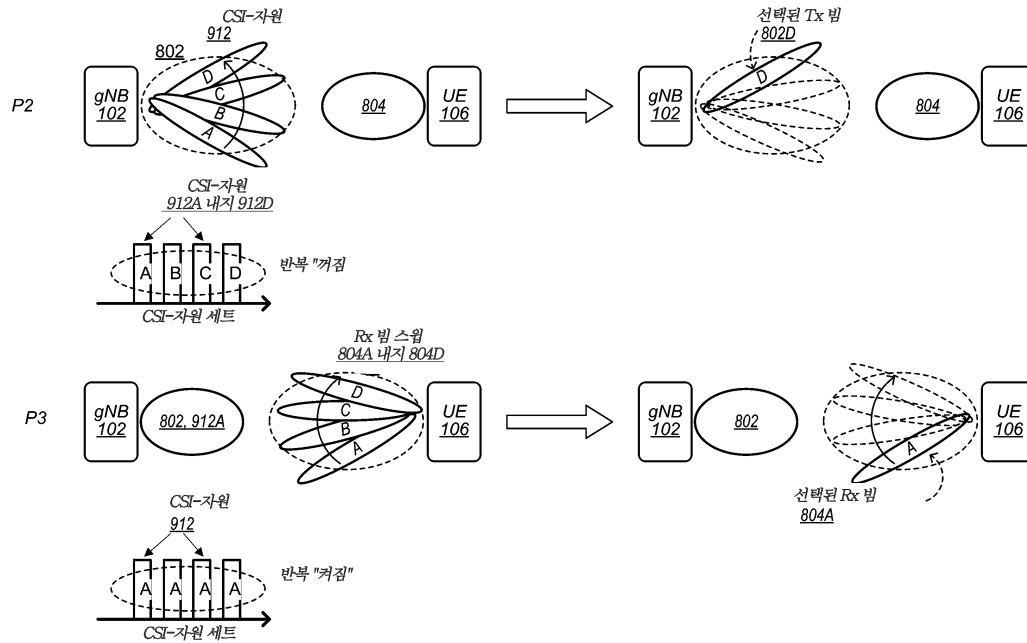 CSI-자원
912
802
D
C
B
A
gNB
102
804
UE
106
P2
선택된 Tx 빔
802D
D
gNB
102
804
UE
106
CSI-자원
912A 내지 912D
A B C D
반복 "꺼짐
CSI-자원 세트
Rx 빔 스윕
804A 내지 804D
P3
gNB
102
802, 912A
D
C
B
A
UE
106
gNB
102
802
A
UE
106
선택된 Rx 빔
804A
CSI-자원
912
A A A A
반복 "켜짐"
CSI-자원 세트